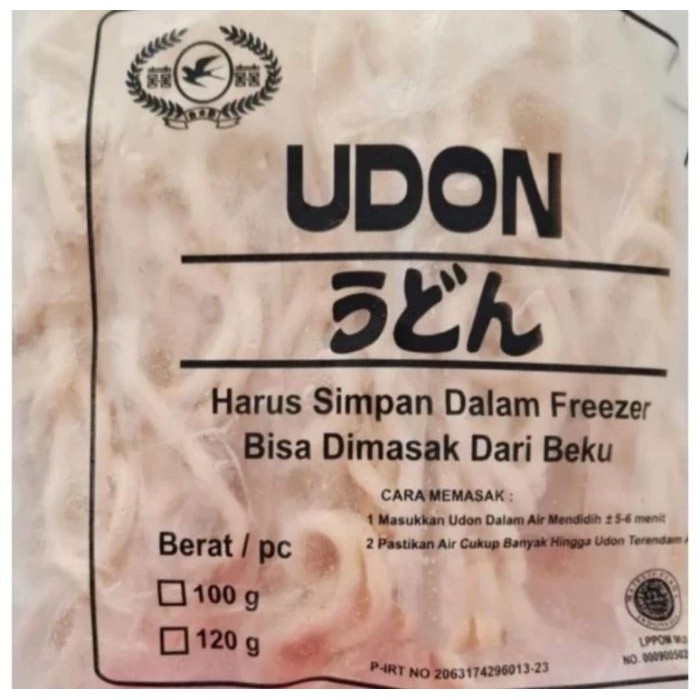 UDON
うどん
Harus Simpan Dalam Freezer
Bisa Dimasak Dari Beku
CARA MEMASAK :
1 Masukkan Udon Dalam Air Mendidih ±5-6 menit
2 Pastikan Air Cukup Banyak Hingga Udon Terendam
Berat / pc
100 g
120 g
LPPOM
NO. 000900502
P-IRT NO 2063174296013-23